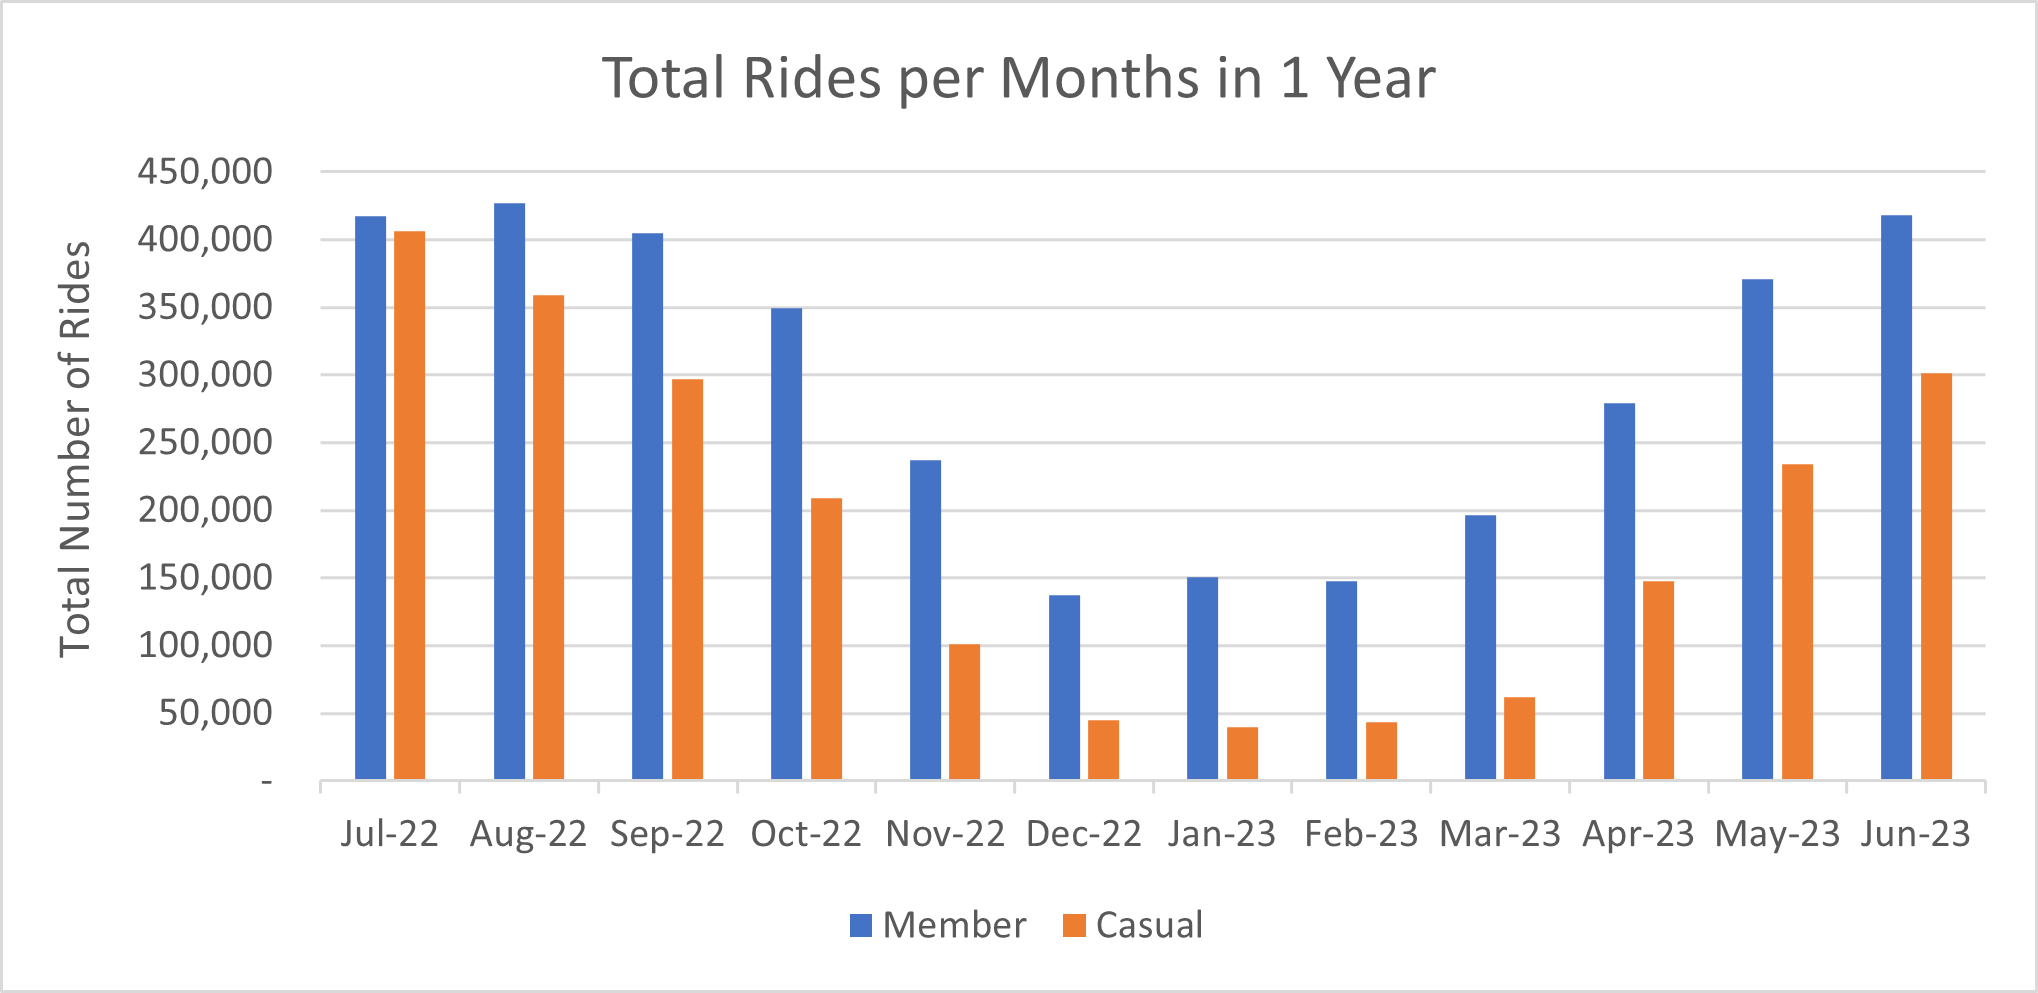 Total Rides per Months in 1 Year
Total Number of Rides
450,000
400,000
350,000
300,000
250,000
200,000
150,000
100,000
50,000
-
Jul-22 Aug-22 Sep-22 Oct-22 Nov-22 Dec-22 Jan-23 Feb-23 Mar-23 Apr-23 May-23 Jun-23
Member Casual